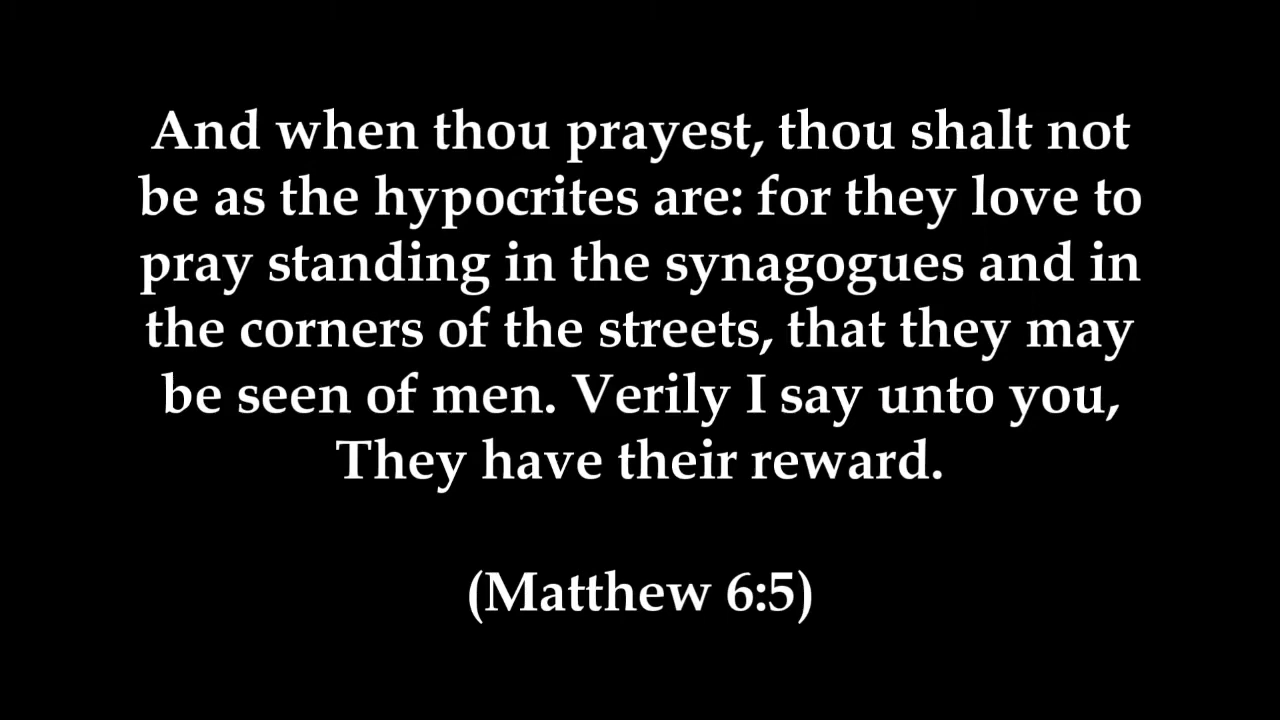 And when thou prayest, thou shalt not
be as the hypocrites are: for they love to
pray standing in the synagogues and in
the corners of the streets, that they may
be seen of men. Verily I say unto you,
They have their reward.
(Matthew 6:5)